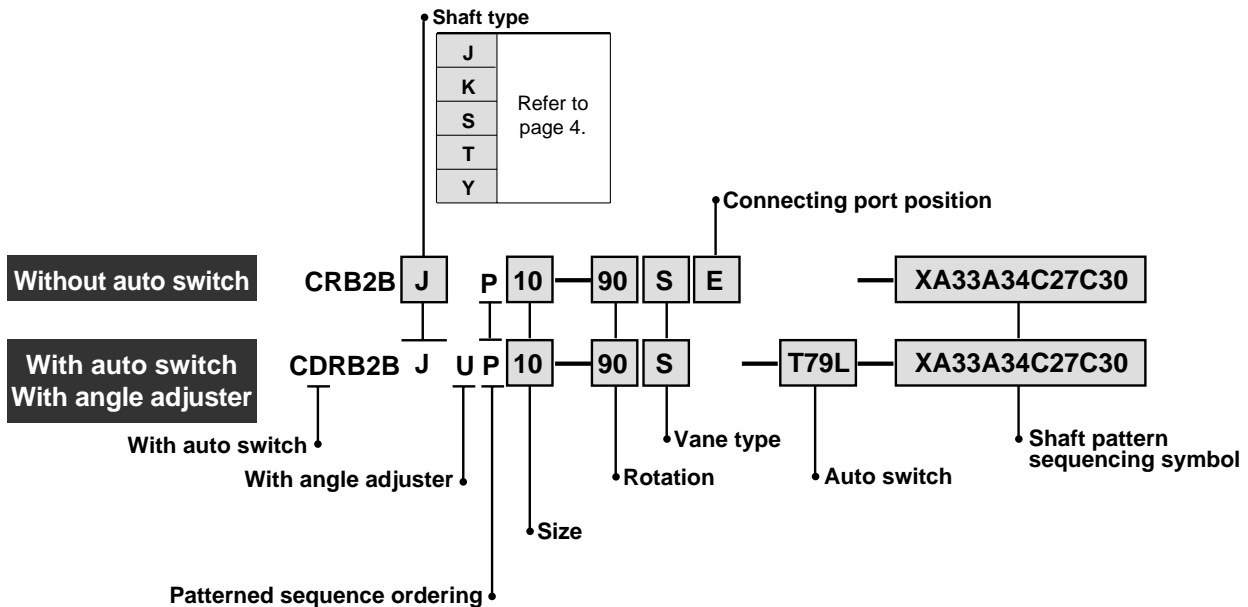 Shaft type
J
K
S
T
Y
Refer to
page 4.
Connecting port position
Without auto switch
CRB2B J P 10 — 90 S E — XA33A34C27C30
With auto switch
With angle adjuster
CDRB2B J U P 10 — 90 S — T79L — XA33A34C27C30
With auto switch
Vane type
Shaft pattern
sequencing symbol
With angle adjuster
Rotation
Auto switch
Size
Patterned sequence ordering